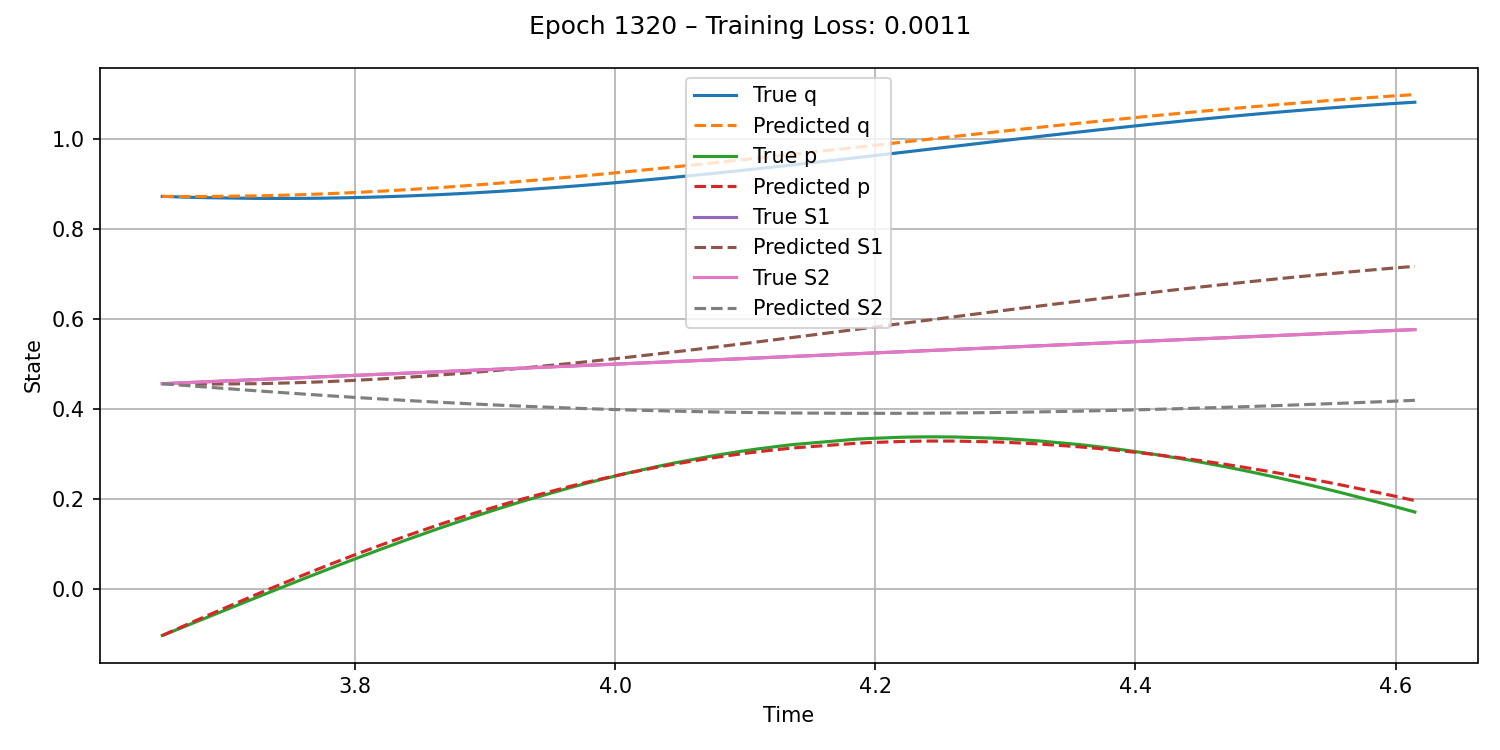 Epoch 1320 – Training Loss: 0.0011
True q
Predicted q
True p
Predicted p
True S1
Predicted S1
True S2
Predicted S2
State
1.0
0.8
0.6
0.4
0.2
0.0
3.8
4.0
4.2
4.4
4.6
Time